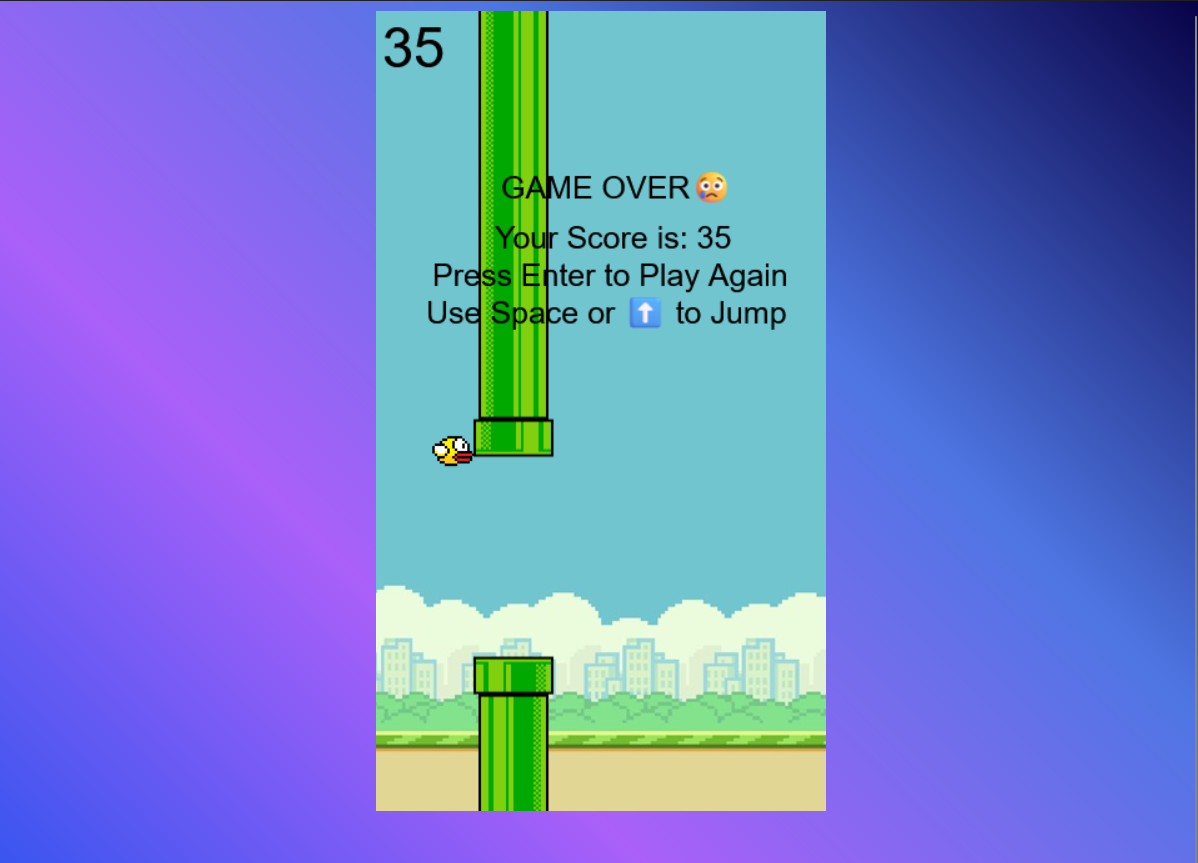 35
GAME OVER😢
Your Score is: 35
Press Enter to Play Again
Use Space or ⬆️ to Jump